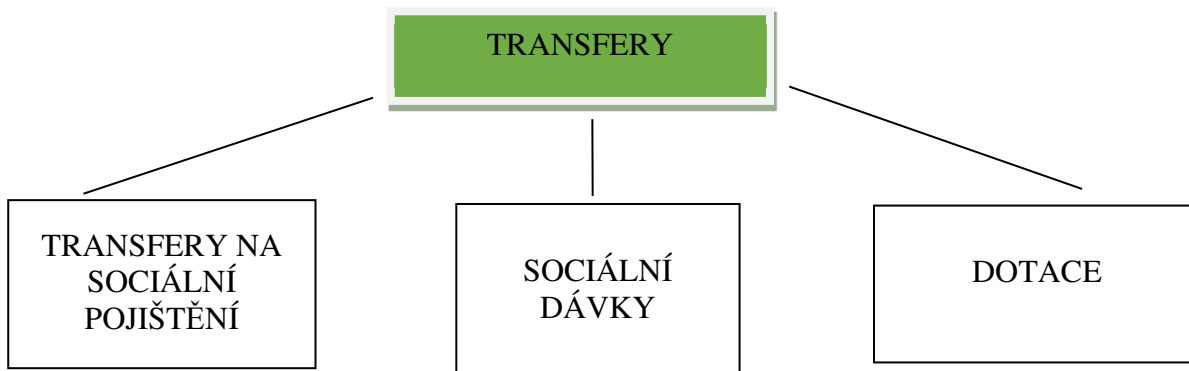 TRANSFERY
TRANSFERY NA
SOCIÁLNÍ
POJIŠTĚNÍ
SOCIÁLNÍ
DÁVKY
DOTACE